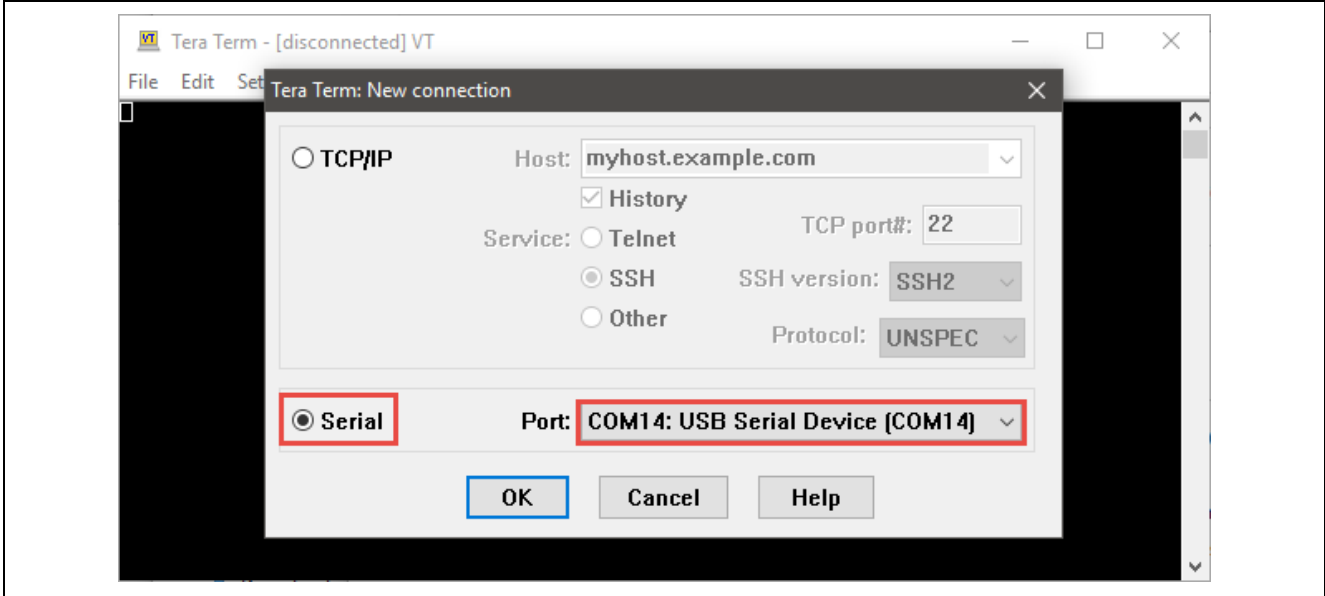 Tera Term - [disconnected] VT
File Edit Set
Tera Term: New connection
TCP/IP Host: myhost.example.com
History
TCP port#: 22
Service: Telnet
SSH SSH version: SSH2
Other
Protocol: UNSPEC
Serial Port: COM14: USB Serial Device (COM14)
OK Cancel Help